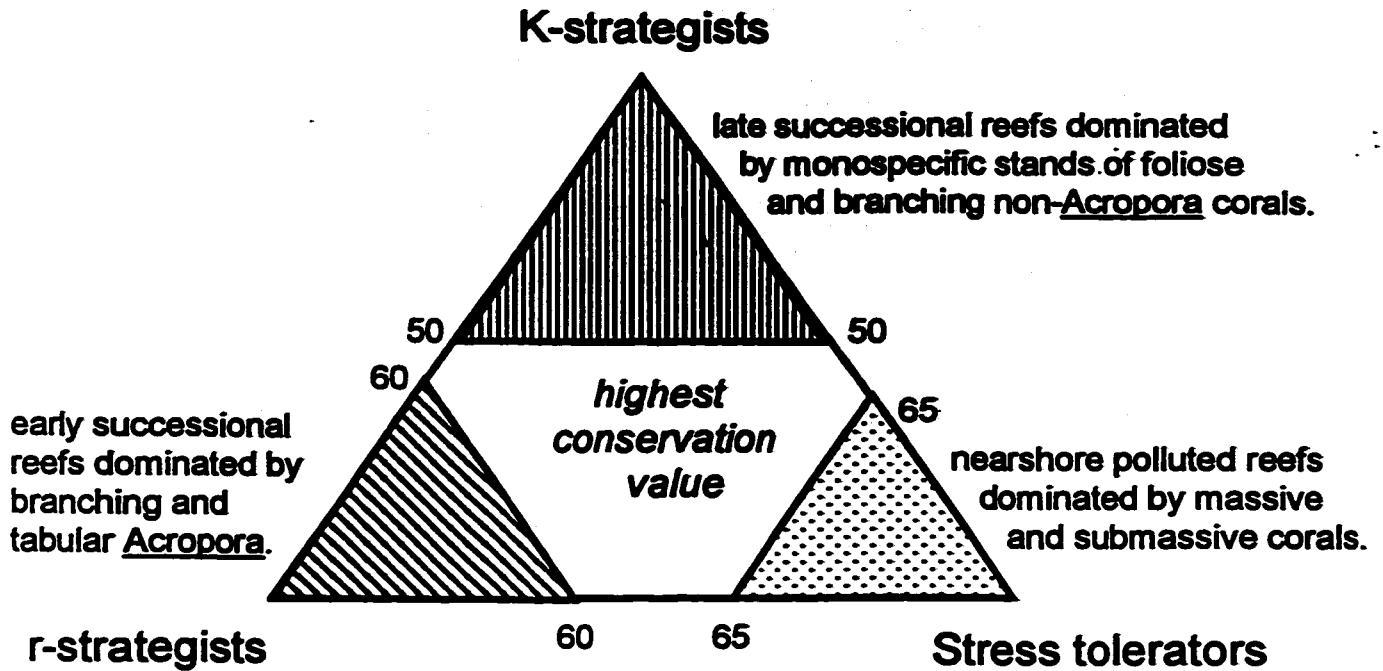 K-strategists
late successional reefs dominated
by monospecific stands of foliose
and branching non-Acropora corals.
50
50
60
highest
conservation
value
65
early successional
reefs dominated by
branching and
tabular Acropora.
nearshore polluted reefs
dominated by massive
and submassive corals.
60
65
r-strategists
Stress tolerators